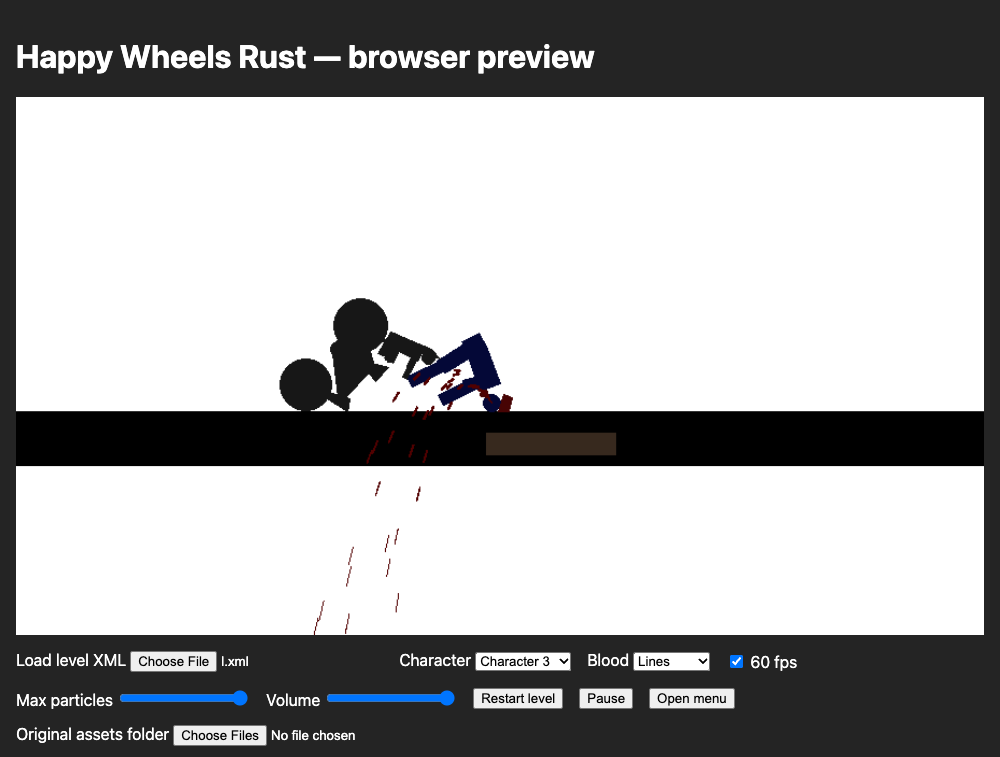 Happy Wheels Rust — browser preview
Load level XML Choose File l.xml Character Character 3 Blood Lines 60 fps
Max particles Volume Restart level Pause Open menu
Original assets folder Choose Files No file chosen